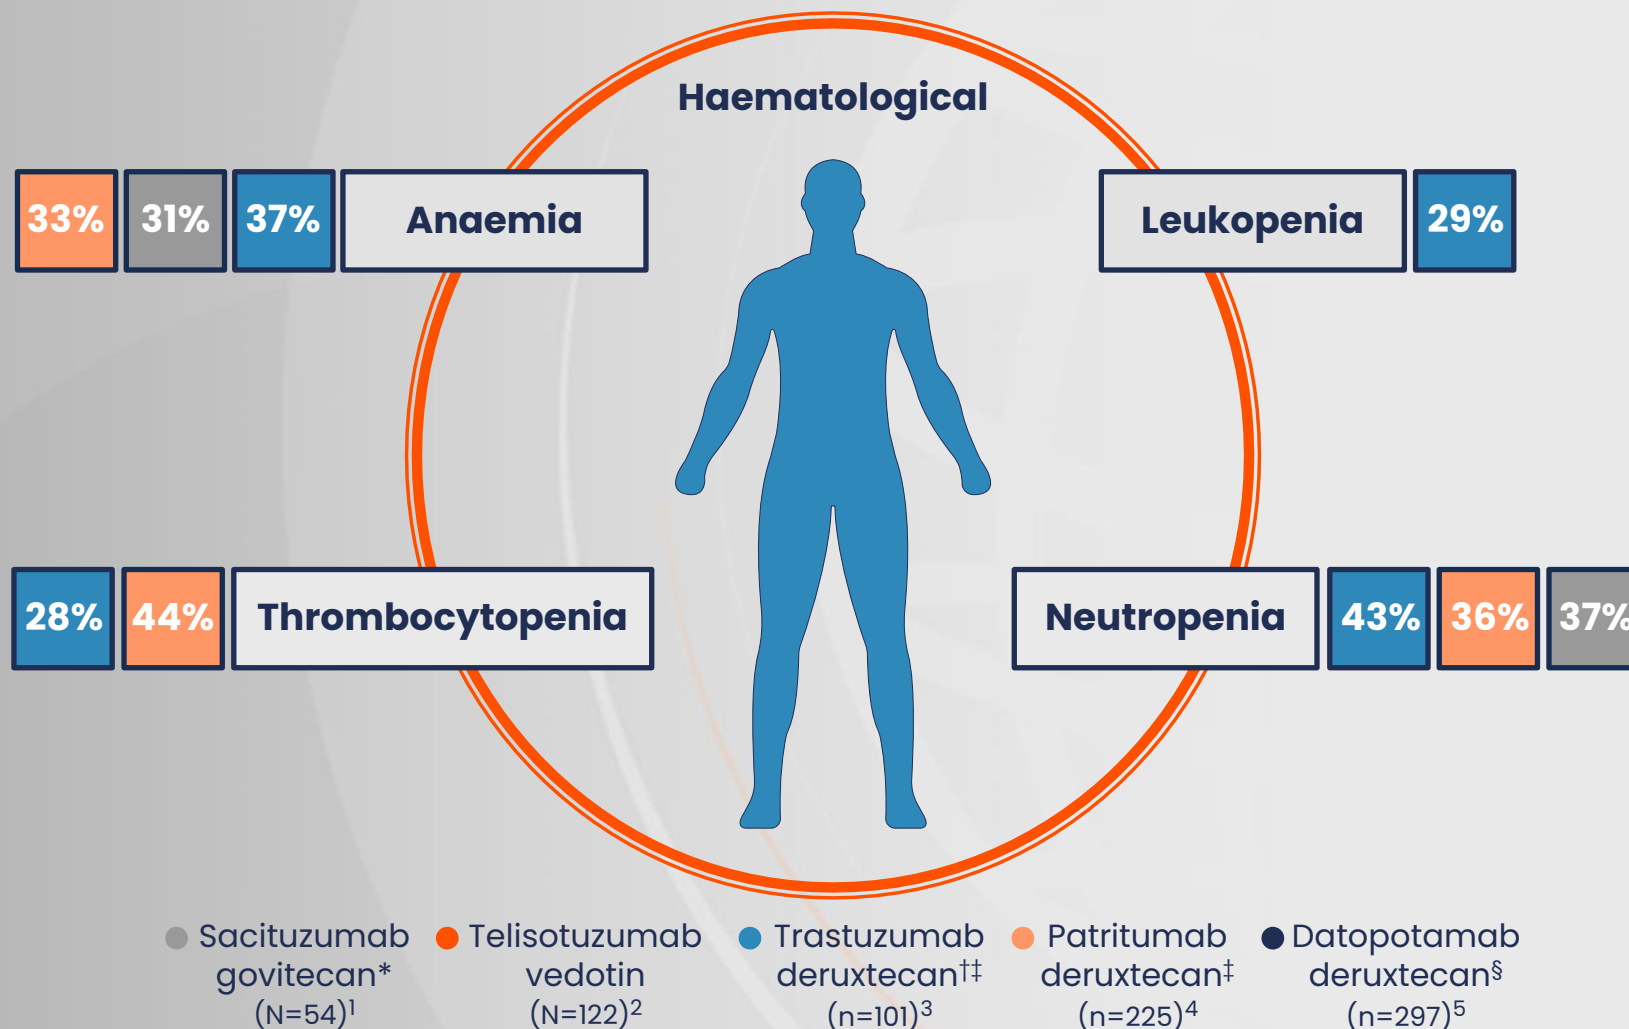 Haematological
33% 31% 37% Anaemia
Leukopenia 29%
28% 44% Thrombocytopenia
Neutropenia 43% 36% 37%
Sacituzumab
govitecan*
(N=54)1
Telisotuzumab
vedotin
(N=122)2
Trastuzumab
deruxtecan†‡
(n=101)3
Patritumab
deruxtecan‡
(n=225)4
Datopotamab
deruxtecan§
(n=297)5